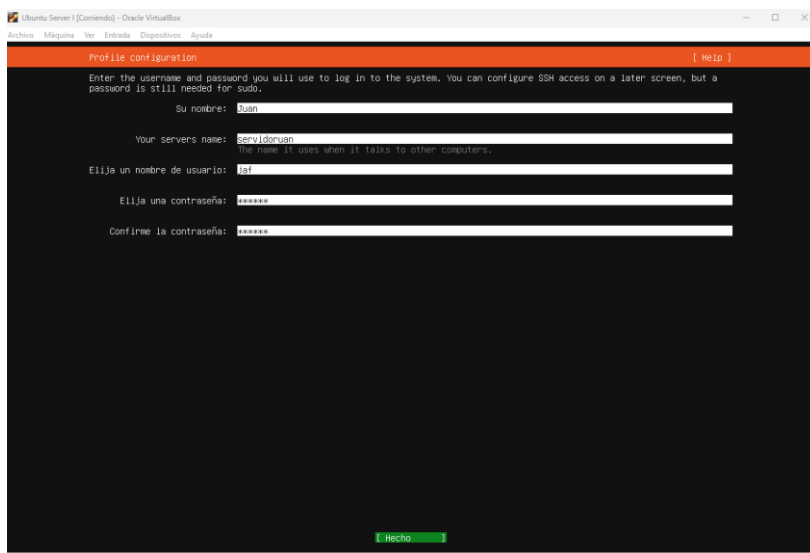 Ubuntu Server I [Corriendo] - Oracle VirtualBox
Archivo Máquina Ver Entrada Dispositivos Ayuda
Profile configuration [ Help ]
Enter the username and password you will use to log in to the system. You can configure SSH access on a later screen, but a
password is still needed for sudo.
Su nombre: Juan
Your servers name: servidoruan
The name it uses when it talks to other computers.
Elija un nombre de usuario: jaf
Elija una contraseña: ******
Confirme la contraseña: ******
[ Hecho ]